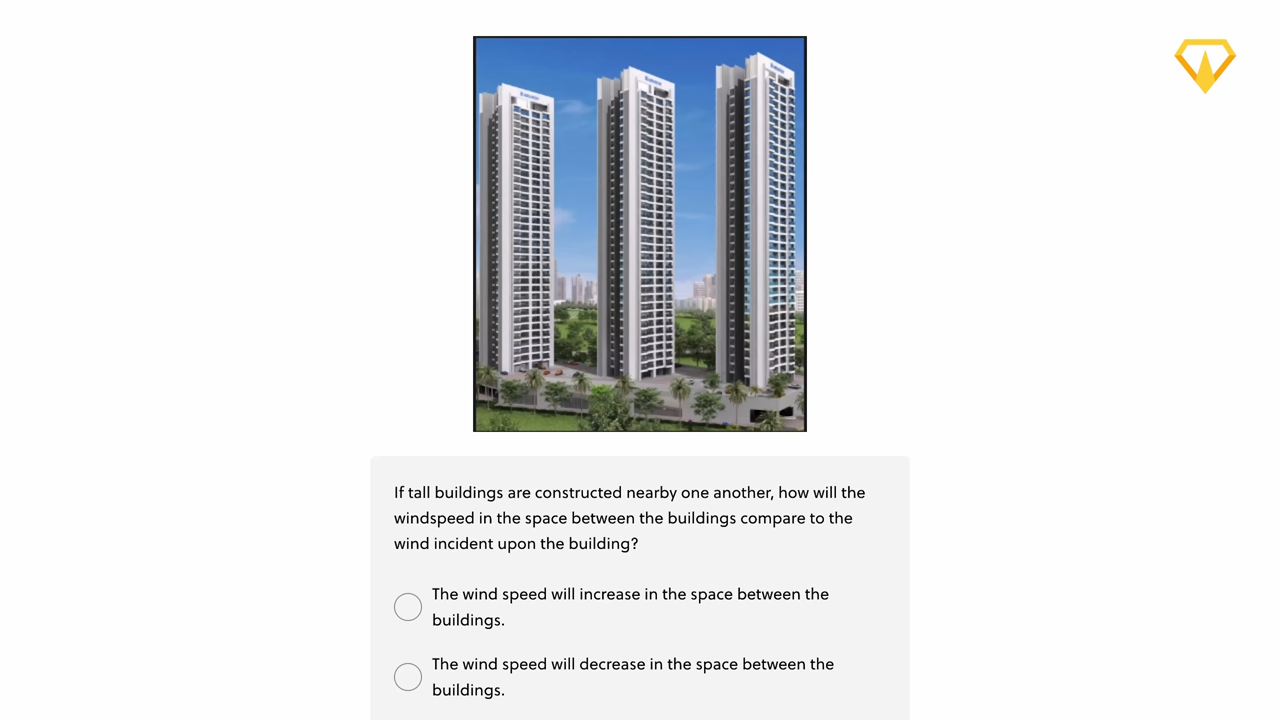 If tall buildings are constructed nearby one another, how will the
windspeed in the space between the buildings compare to the
wind incident upon the building?
The wind speed will increase in the space between the
buildings.
The wind speed will decrease in the space between the
buildings.